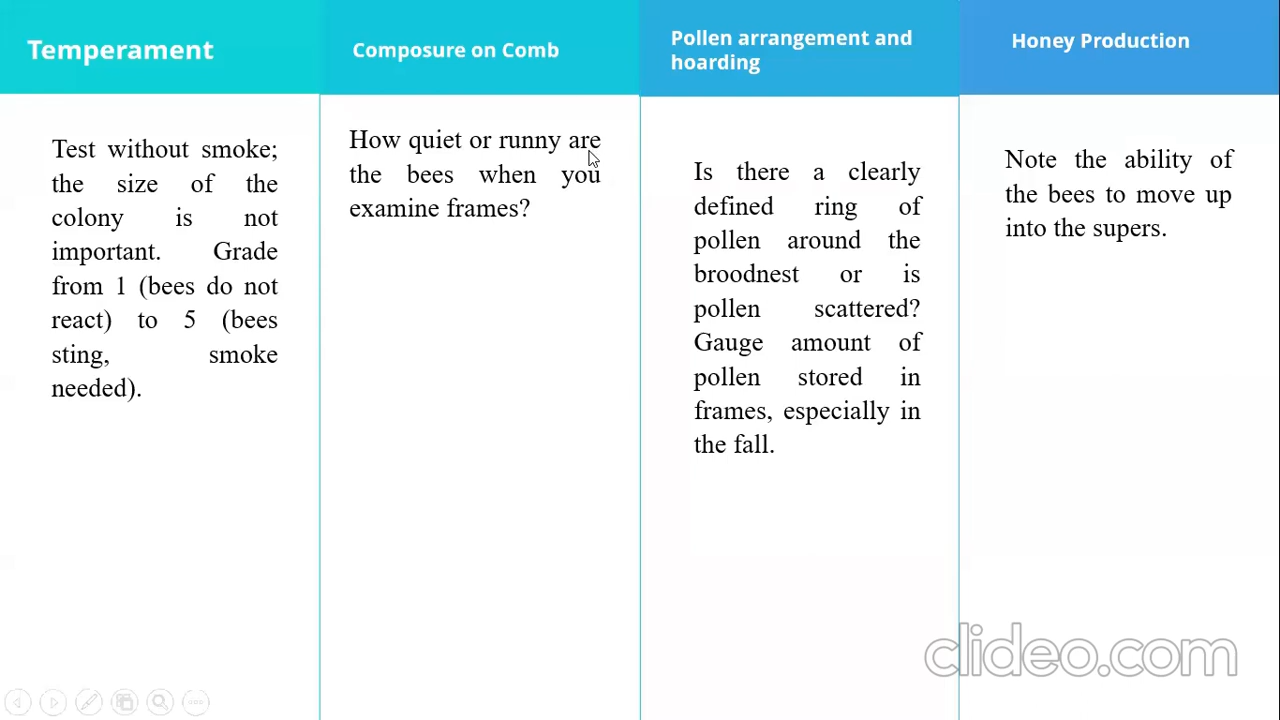 Temperament
Test without smoke;
the size of the
colony is not
important. Grade
from 1 (bees do not
react) to 5 (bees
sting, smoke
needed).
Composure on Comb
How quiet or runny are
the bees when you
examine frames?
Pollen arrangement and
hoarding
Is there a clearly
defined ring of
pollen around the
broodnest or is
pollen scattered?
Gauge amount of
pollen stored in
frames, especially in
the fall.
Honey Production
Note the ability of
the bees to move up
into the supers.
clideo.com